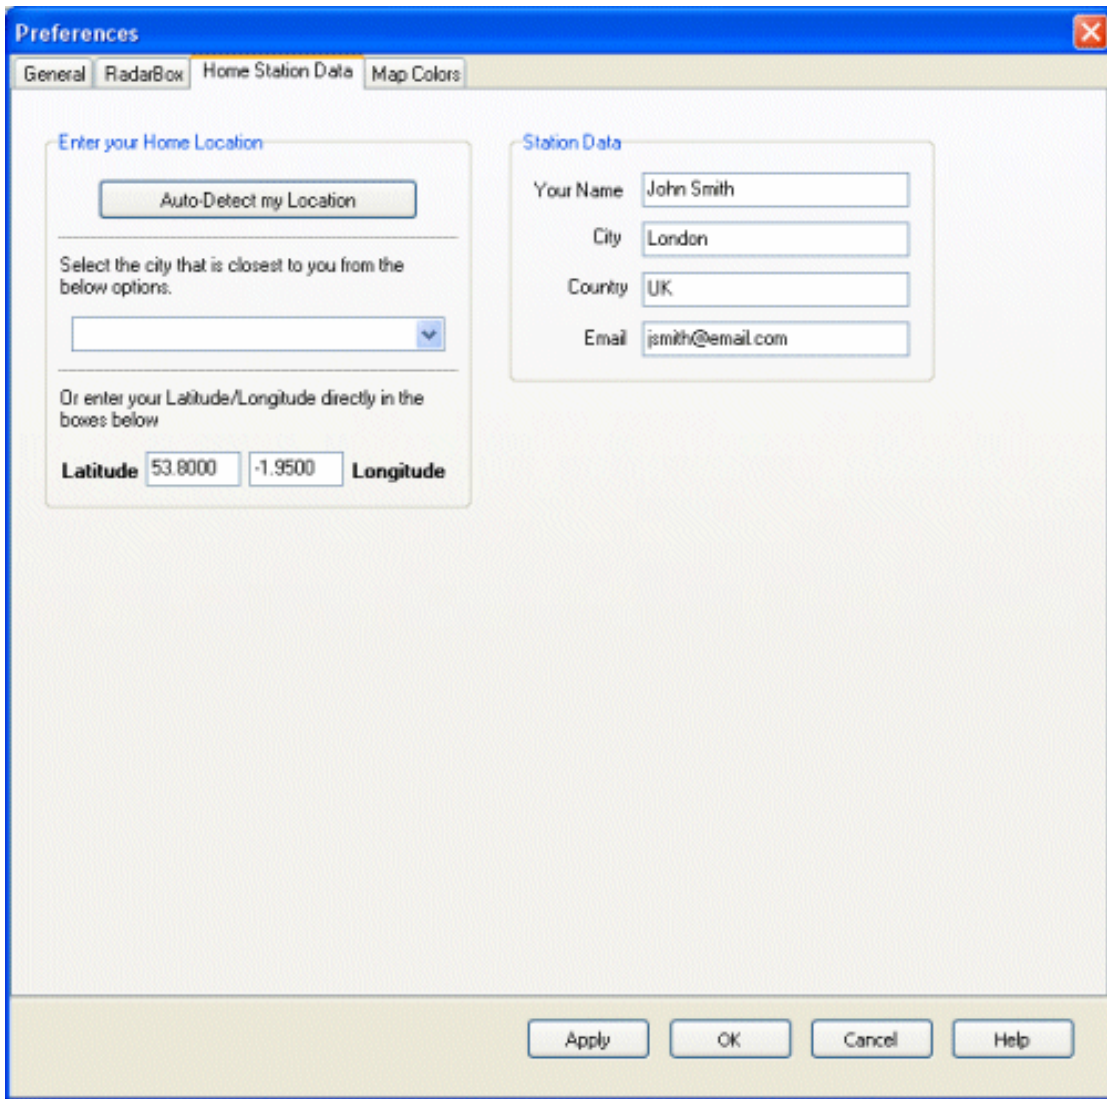 Preferences
General
RadarBox
Home Station Data
Map Colors
Enter your Home Location
Auto-Detect my Location
Select the city that is closest to you from the
below options.
Or enter your Latitude/Longitude directly in the
boxes below
Latitude 53.8000 -1.9500 Longitude
Station Data
Your Name John Smith
City London
Country UK
Email jsmith@email.com
Apply
OK
Cancel
Help